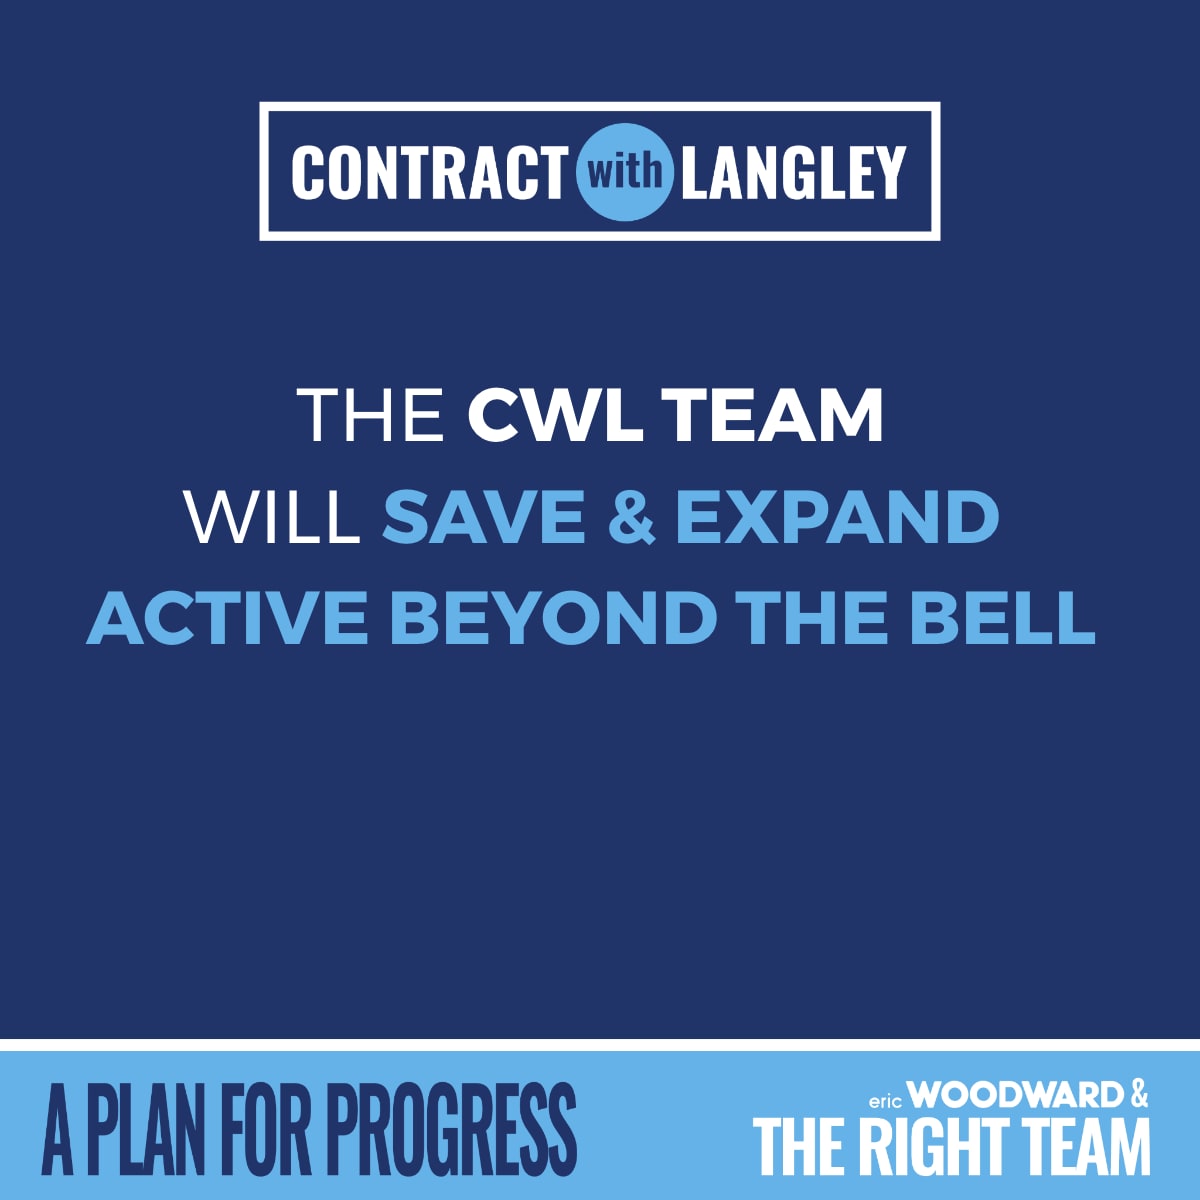 CONTRACT with LANGLEY
THE CWL TEAM
WILL SAVE & EXPAND
ACTIVE BEYOND THE BELL
A PLAN FOR PROGRESS
eric WOODWARD &
THE RIGHT TEAM